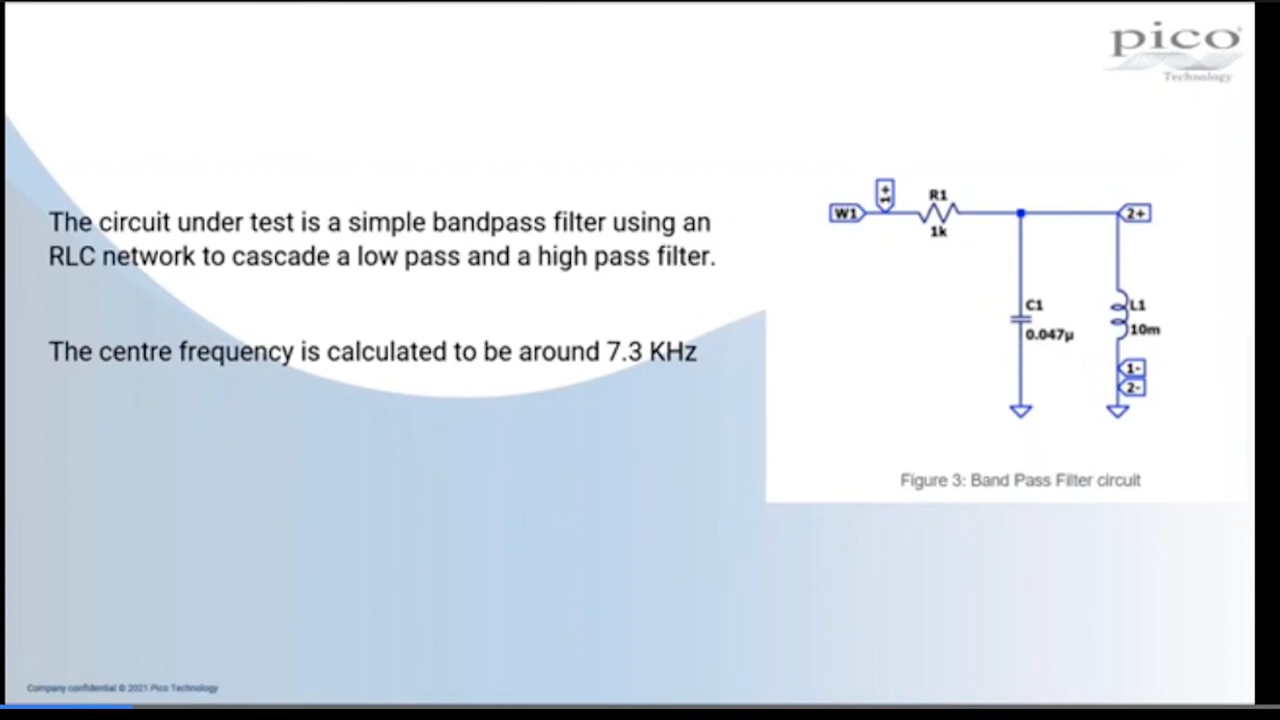 pico
Technology
The circuit under test is a simple bandpass filter using an
RLC network to cascade a low pass and a high pass filter.
The centre frequency is calculated to be around 7.3 KHz
W1
1+
R1
1k
2+
C1
0.047µ
L1
10m
1-
2-
Figure 3: Band Pass Filter circuit
Company confidential © 2021 Pico Technology